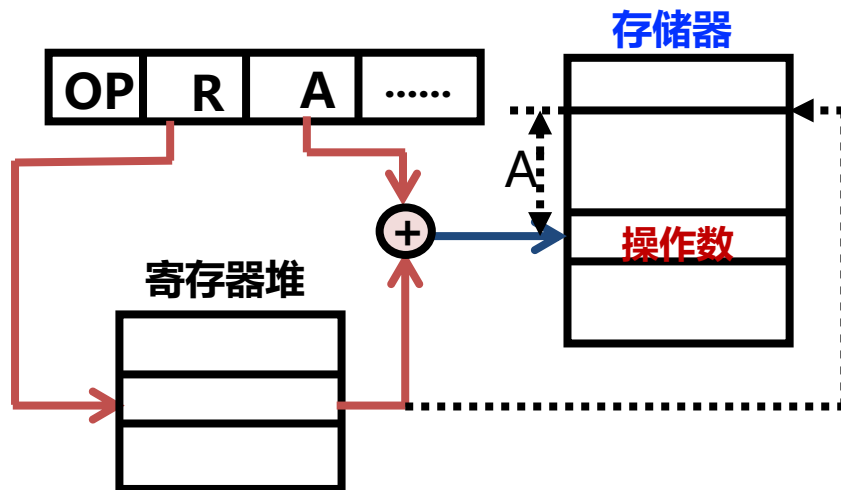 存储器
OP R A ......
A
操作数
+
寄存器堆